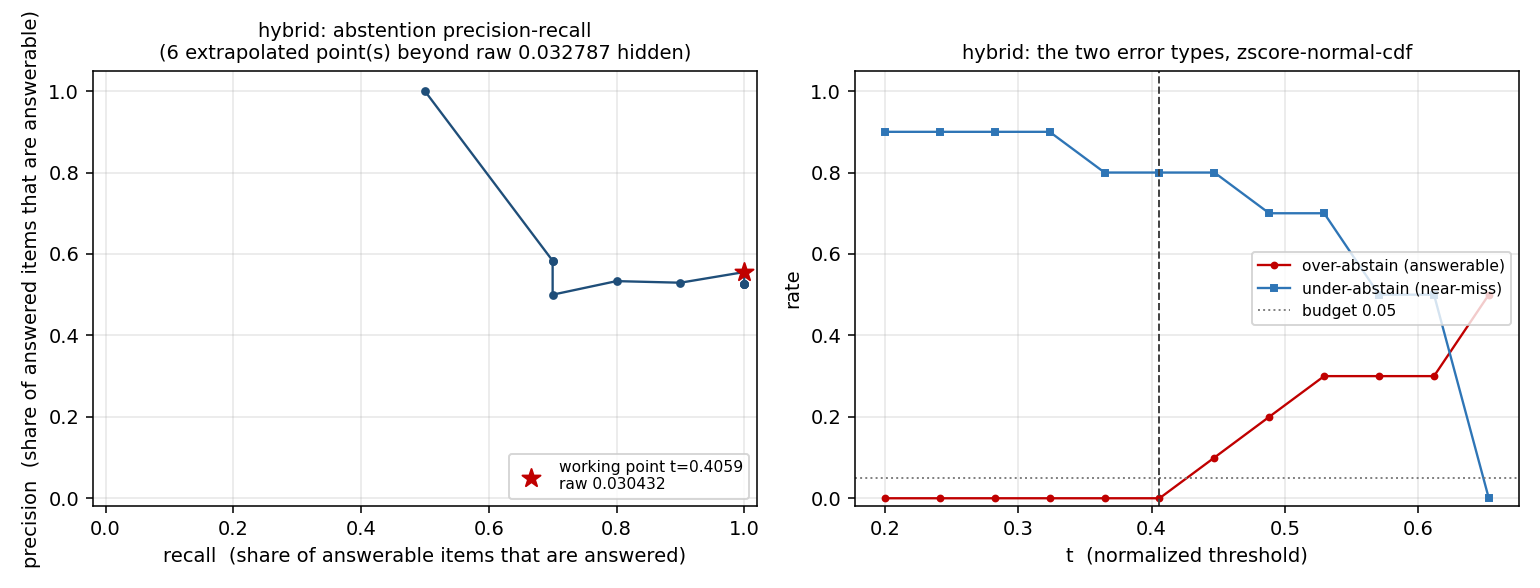 hybrid: abstention precision-recall
(6 extrapolated point(s) beyond raw 0.032787 hidden)
precision  (share of answered items that are answerable)
1.0
0.8
0.6
0.4
0.2
0.0
working point t=0.4059
raw 0.030432
0.0 0.2 0.4 0.6 0.8 1.0
recall  (share of answerable items that are answered)
hybrid: the two error types, zscore-normal-cdf
rate
1.0
0.8
0.6
0.4
0.2
0.0
over-abstain (answerable)
under-abstain (near-miss)
budget 0.05
0.2 0.3 0.4 0.5 0.6
t  (normalized threshold)